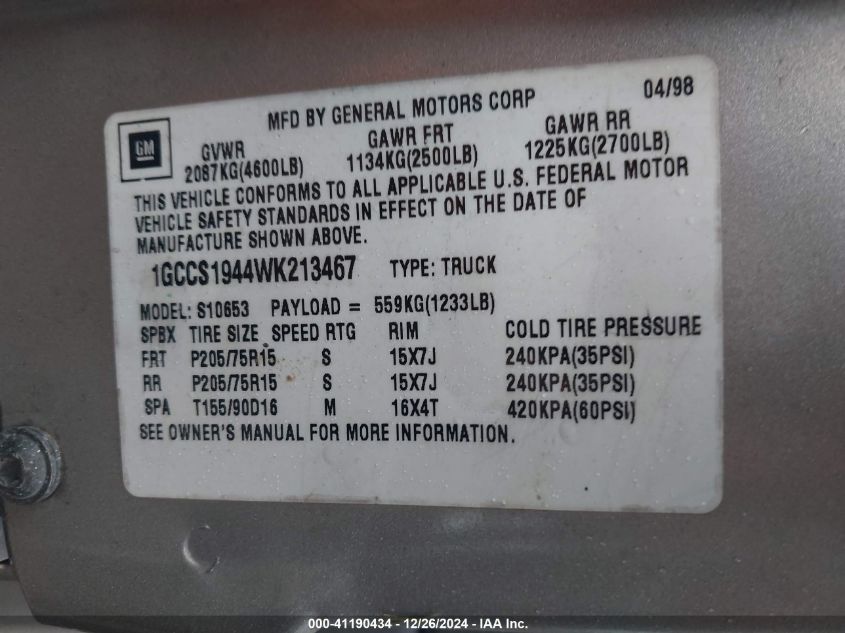 04/98
MFD BY GENERAL MOTORS CORP
GM
GVWR GAWR FRT GAWR RR
2087KG(4600LB) 1134KG(2500LB) 1225KG(2700LB)
THIS VEHICLE CONFORMS TO ALL APPLICABLE U.S. FEDERAL MOTOR
VEHICLE SAFETY STANDARDS IN EFFECT ON THE DATE OF
MANUFACTURE SHOWN ABOVE.
1GCCS1944WK213467 TYPE: TRUCK
MODEL: S10653 PAYLOAD = 559KG(1233LB)
SPBX TIRE SIZE SPEED RTG RIM COLD TIRE PRESSURE
FRT P205/75R15 S 15X7J 240KPA(35PSI)
RR P205/75R15 S 15X7J 240KPA(35PSI)
SPA T155/90D16 M 16X4T 420KPA(60PSI)
SEE OWNER'S MANUAL FOR MORE INFORMATION.
000-41190434 - 12/26/2024 - IAA Inc.